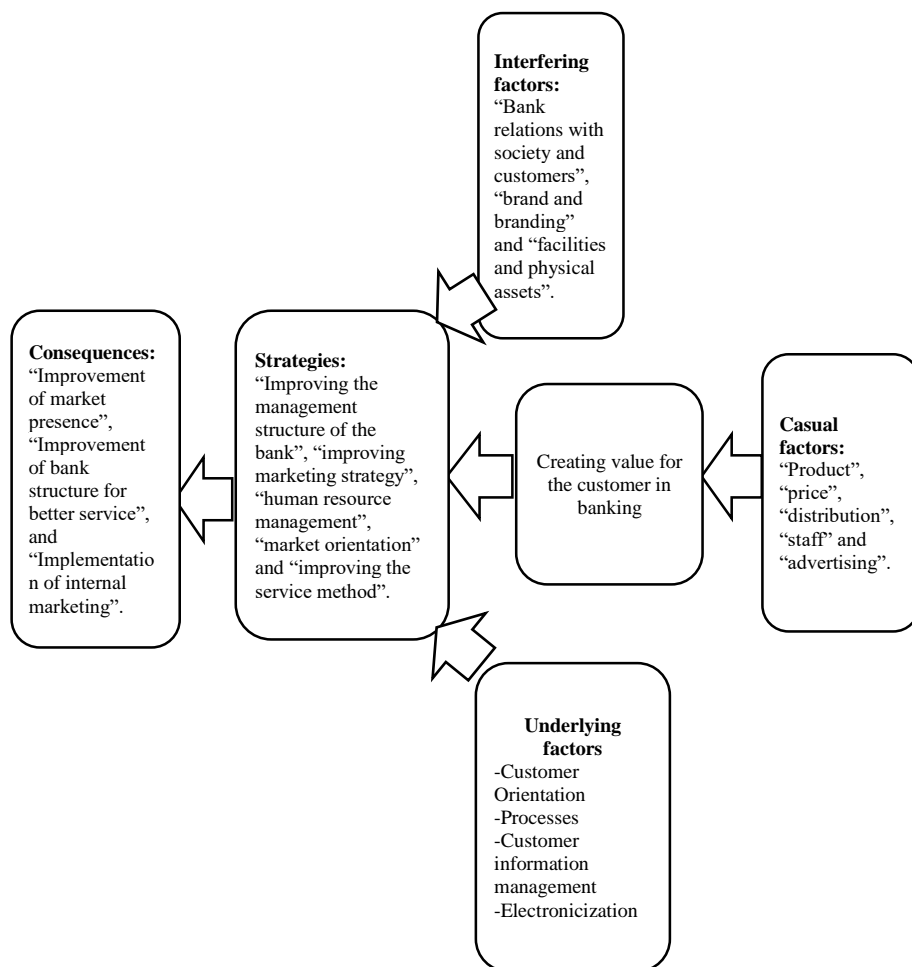 Interfering
factors:
“Bank
relations with
society and
customers”,
“brand and
branding”
and “facilities
and physical
assets”.
Consequences:
“Improvement
of market
presence”,
“Improvement
of bank
structure for
better service”,
and
“Implementatio
n of internal
marketing”.
Strategies:
“Improving the
management
structure of the
bank”, “improving
marketing strategy”,
“human resource
management”,
“market orientation”
and “improving the
service method”.
Creating value for
the customer in
banking
Casual
factors:
“Product”,
“price”,
“distribution”,
“staff” and
“advertising”.
Underlying
factors
-Customer
Orientation
-Processes
-Customer
information
management
-Electronicization